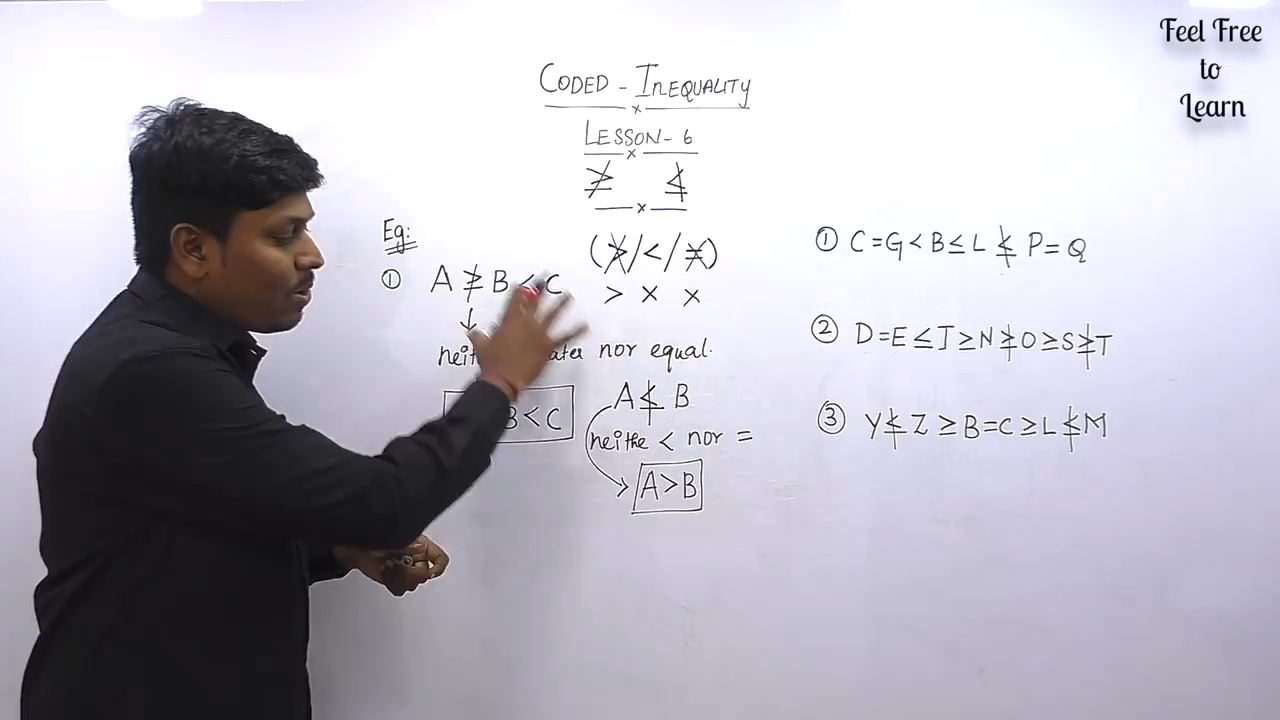 Feel Free
to
Learn
CODED - INEQUALITY
x
LESSON - 6
x
≱ ≰
x
Eg:
① A ≱ B < C
(≯/</≠)
> x x
↓
nor equal.
B < C
A ≰ B
neithe < nor =
A > B
① C = G < B ≤ L ≰ P = Q
② D = E ≤ J ≥ N ≱ O ≥ S ≱ T
③ Y ≰ Z ≥ B = C ≥ L ≰ M